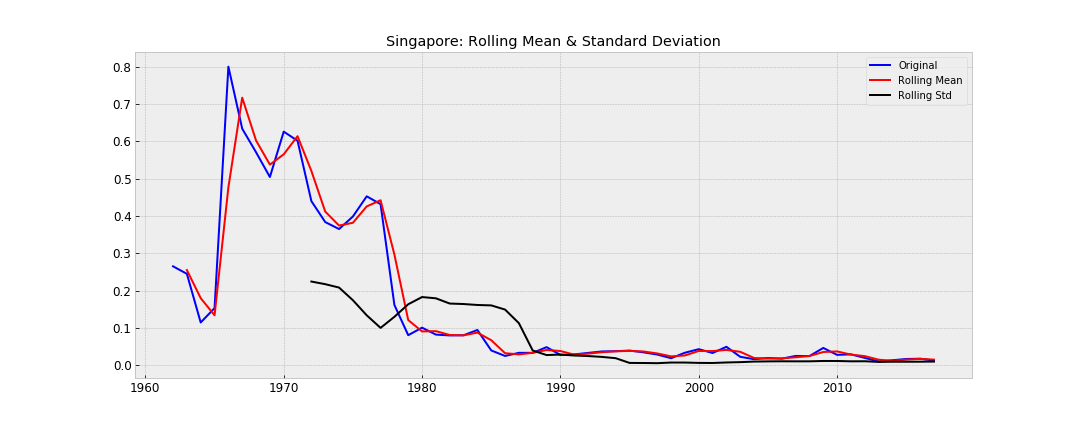 Singapore: Rolling Mean & Standard Deviation
Original
Rolling Mean
Rolling Std
0.8
0.7
0.6
0.5
0.4
0.3
0.2
0.1
0.0
1960 1970 1980 1990 2000 2010